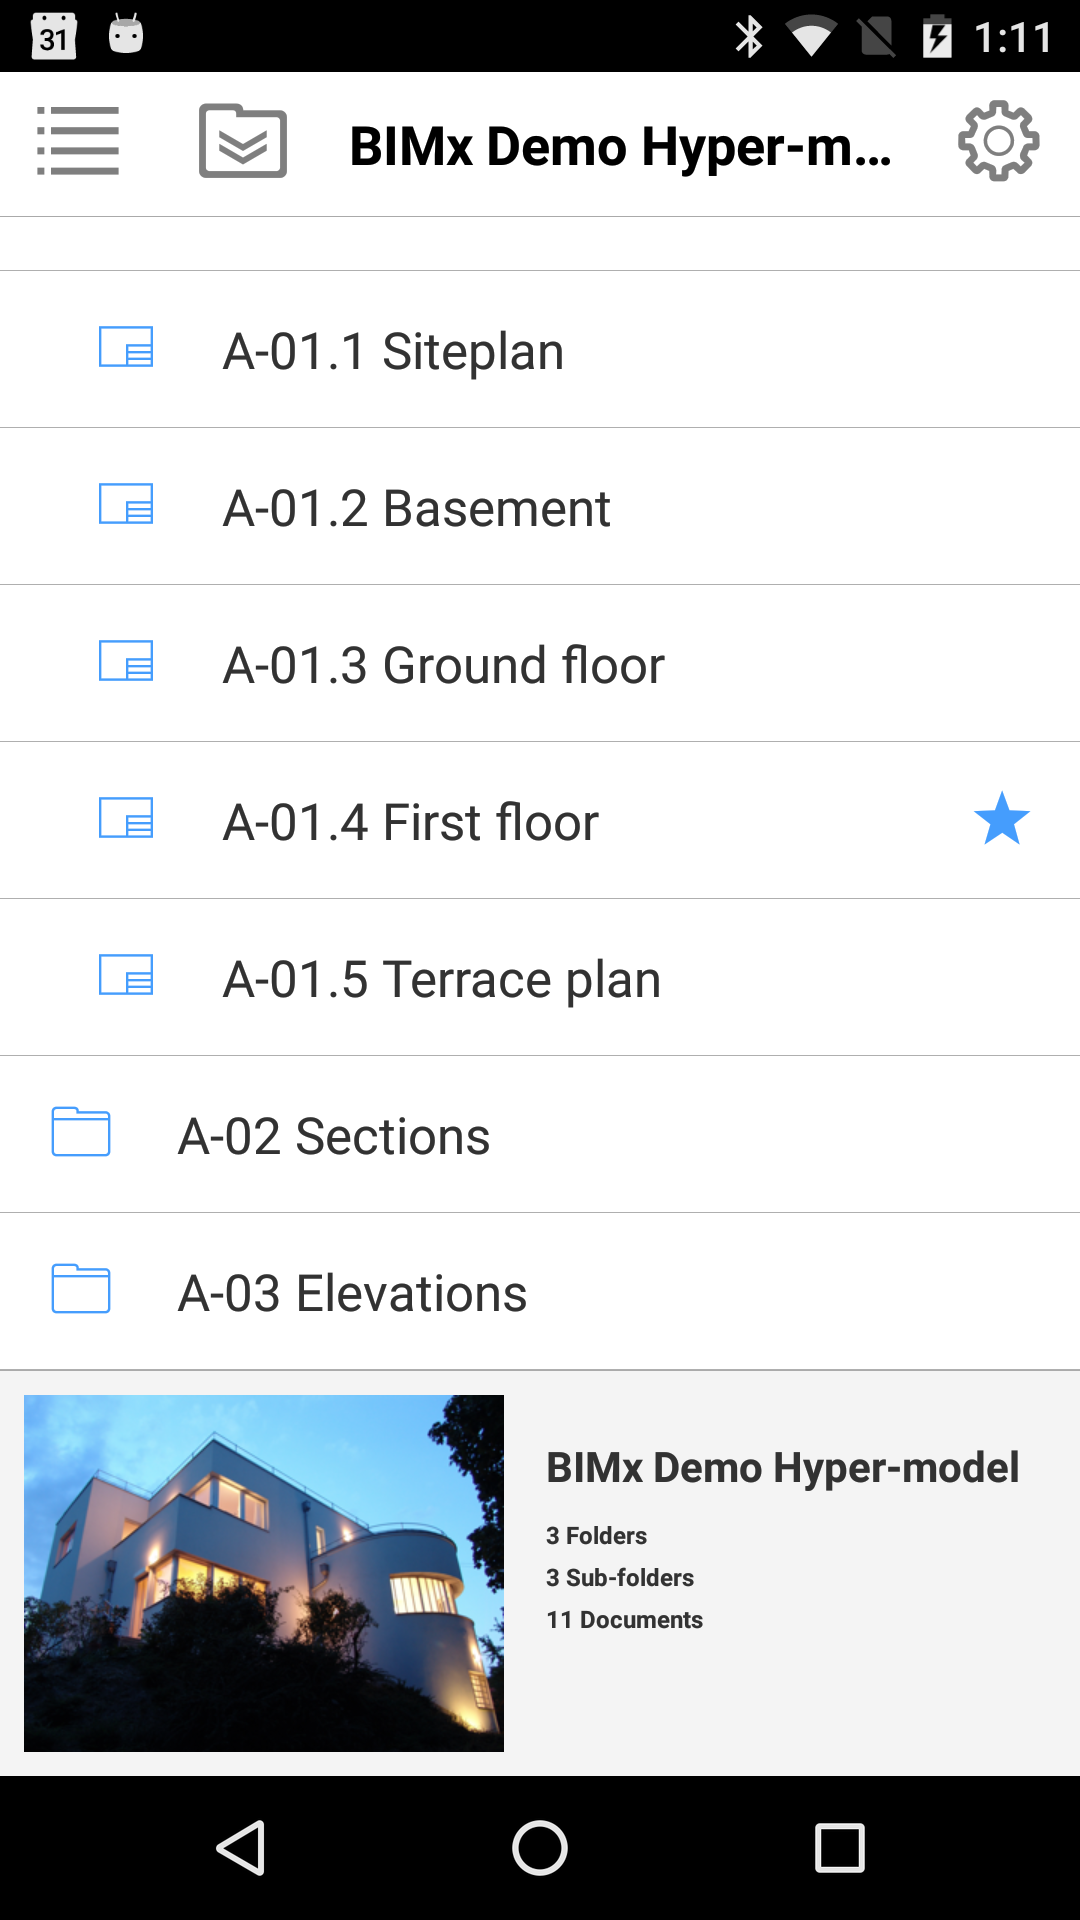 31
1:11
BIMx Demo Hyper-m...
A-01.1 Siteplan
A-01.2 Basement
A-01.3 Ground floor
A-01.4 First floor
A-01.5 Terrace plan
A-02 Sections
A-03 Elevations
BIMx Demo Hyper-model
3 Folders
3 Sub-folders
11 Documents